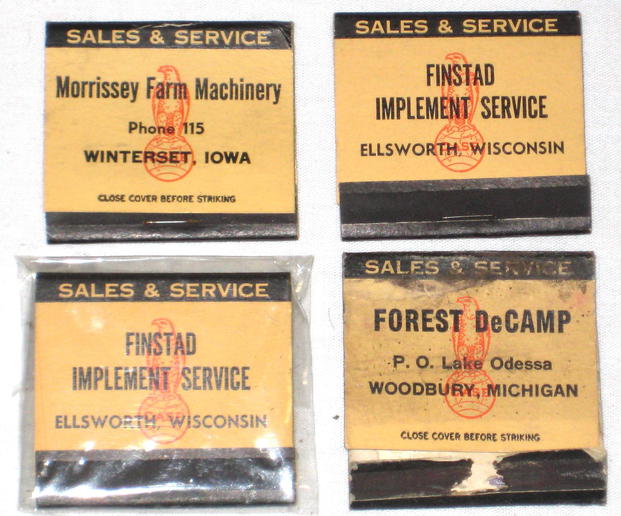 SALES & SERVICE
Morrissey Farm Machinery
Phone 115
WINTERSET, IOWA
CLOSE COVER BEFORE STRIKING
SALES & SERVICE
FINSTAD
IMPLEMENT SERVICE
ELLSWORTH, WISCONSIN
SALES & SERVICE
FINSTAD
IMPLEMENT SERVICE
ELLSWORTH, WISCONSIN
SALES & SERVICE
FOREST DeCAMP
P. O. Lake Odessa
WOODBURY, MICHIGAN
CLOSE COVER BEFORE STRIKING